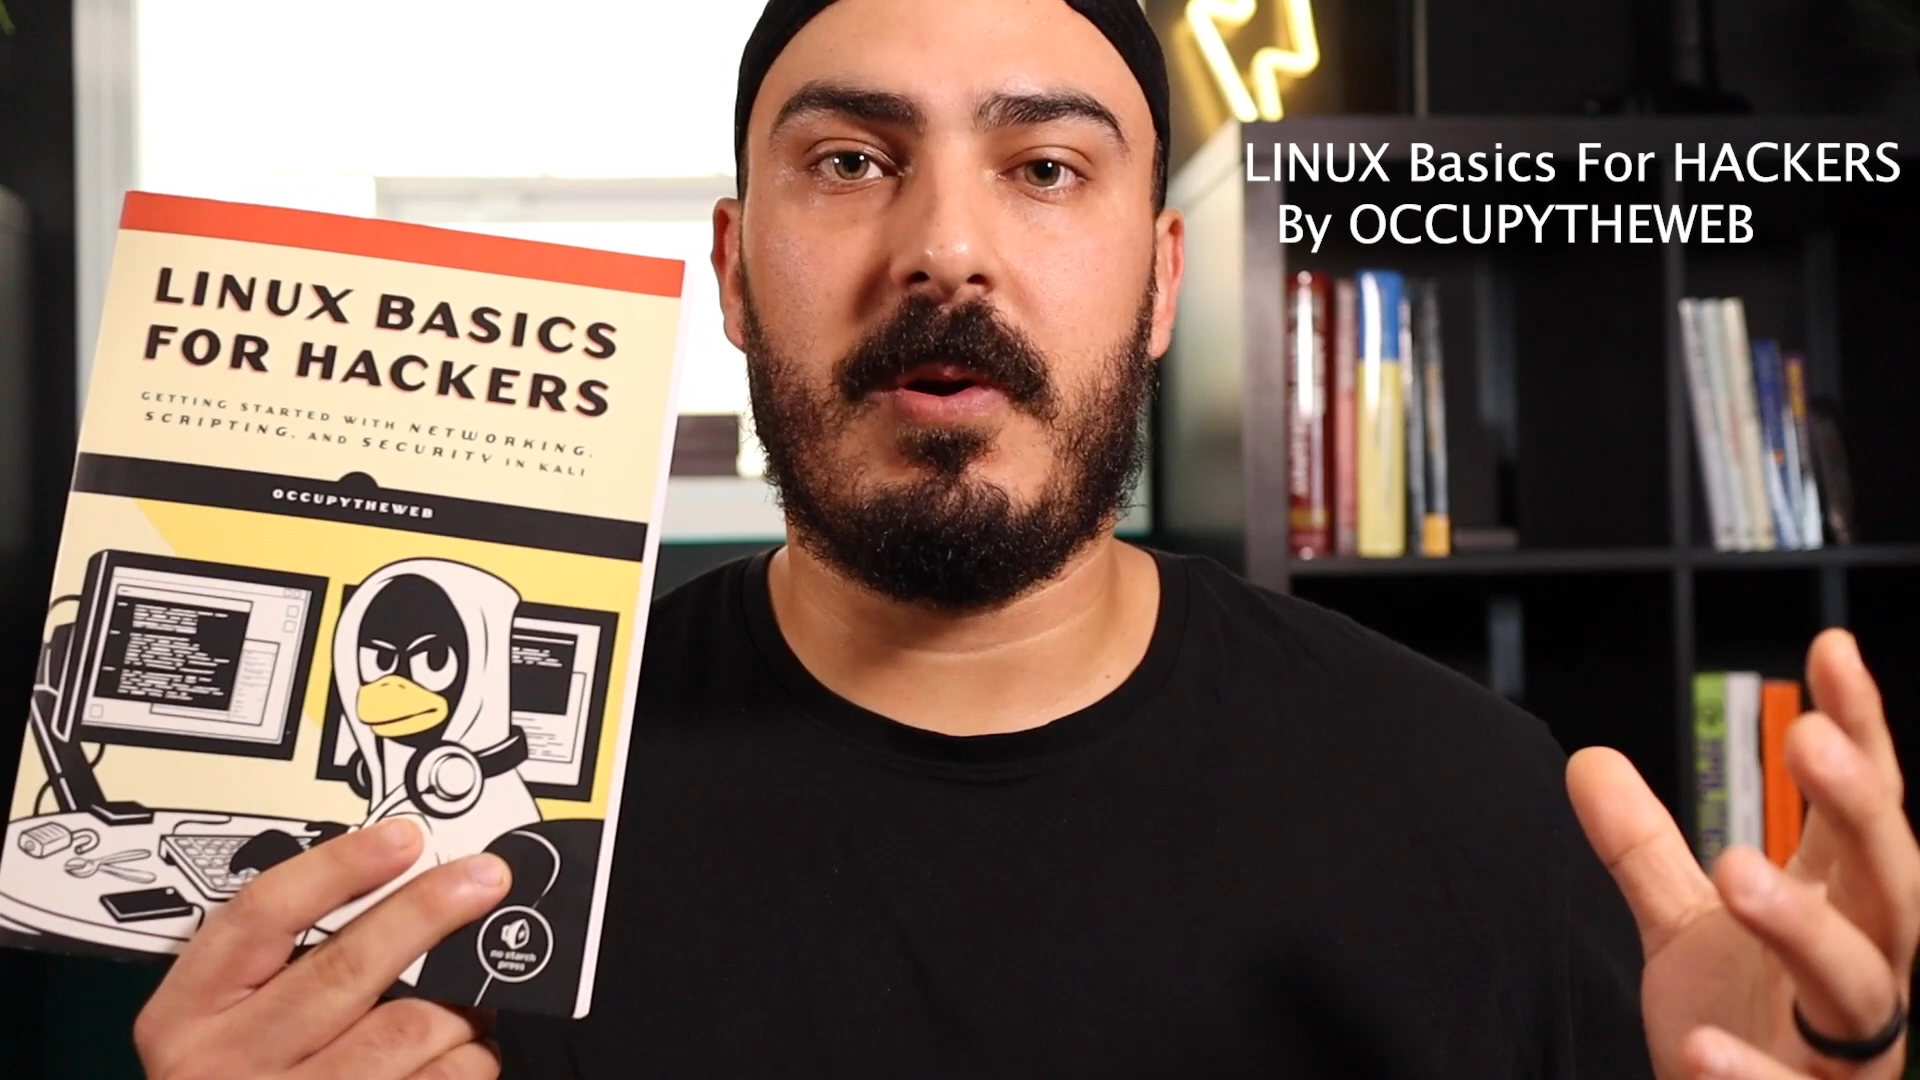 LINUX Basics For HACKERS
By OCCUPYTHEWEB
LINUX BASICS
FOR HACKERS
GETTING STARTED WITH NETWORKING,
SCRIPTING, AND SECURITY IN KALI
OCCUPYTHEWEB
no starch
press